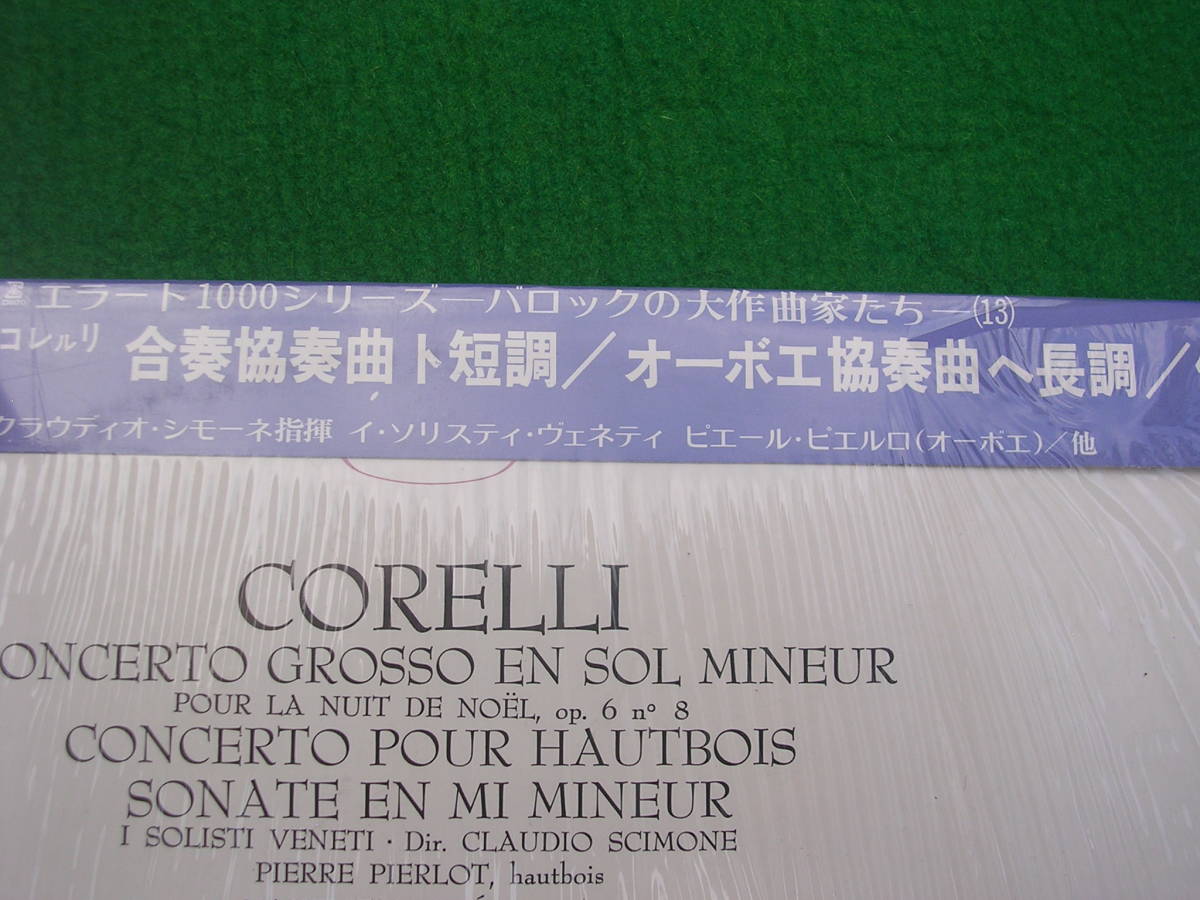 エラート1000シリーズ—バロックの大作曲家たち—(13)
コレルリ 合奏協奏曲ト短調/オーボエ協奏曲ヘ長調/
クラウディオ・シモーネ指揮 イ・ソリスティ・ヴェネティ ピエール・ピエルロ(オーボエ)/他
CORELLI
ONCERTO GROSSO EN SOL MINEUR
POUR LA NUIT DE NOËL, op. 6 nº 8
CONCERTO POUR HAUTBOIS
SONATE EN MI MINEUR
I SOLISTI VENETI · Dir. CLAUDIO SCIMONE
PIERRE PIERLOT, hautbois